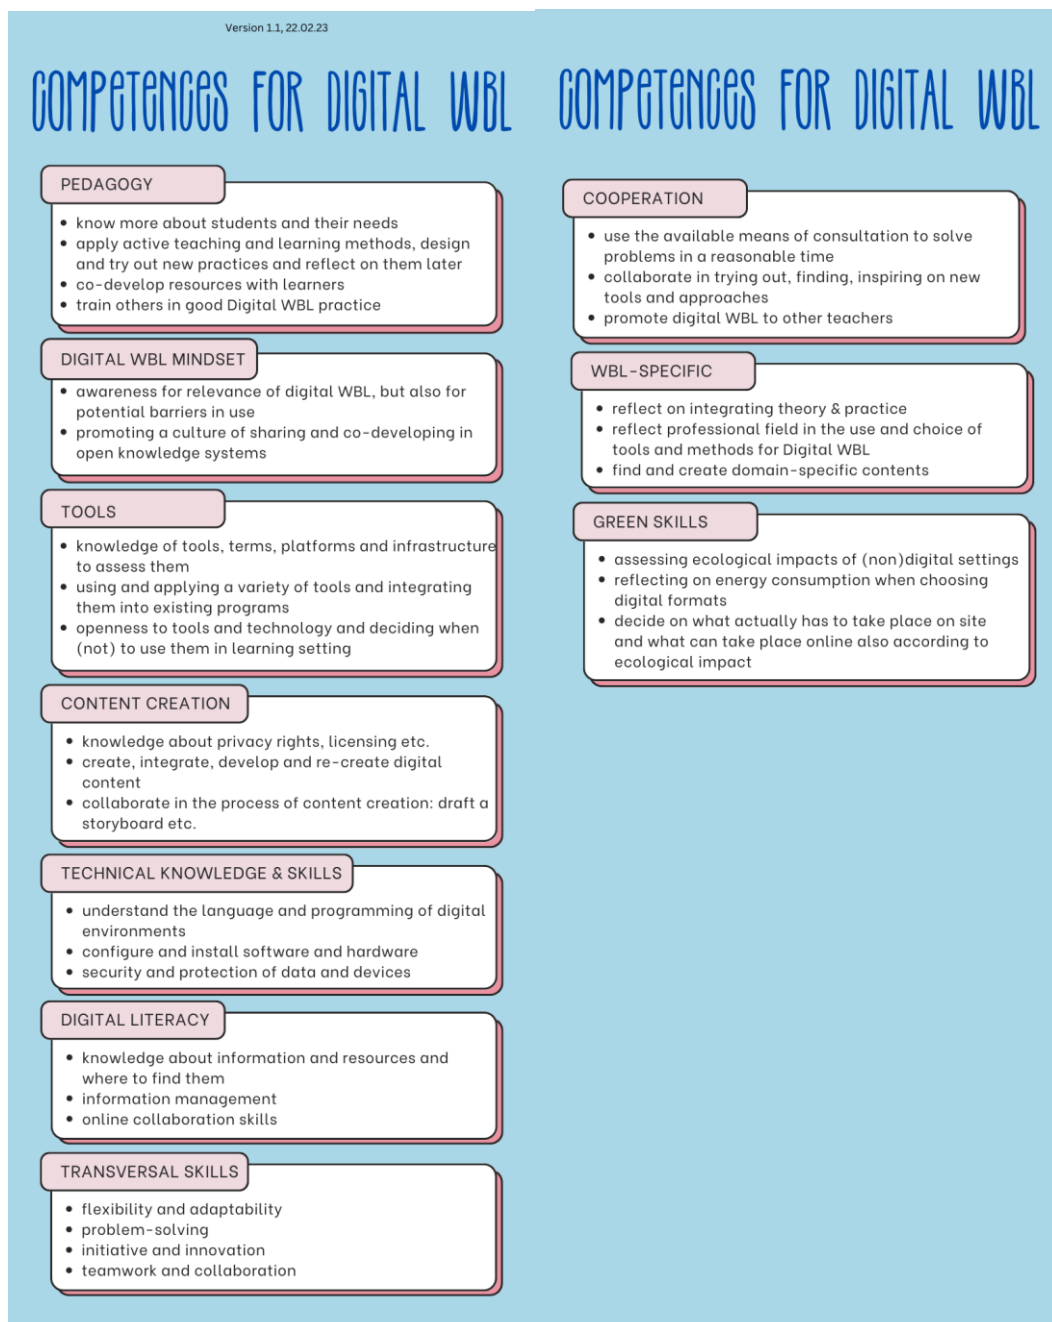 Version 1.1, 22.02.23
COMPETENCES FOR DIGITAL WBL
PEDAGOGY
• know more about students and their needs
• apply active teaching and learning methods, design
and try out new practices and reflect on them later
• co-develop resources with learners
• train others in good Digital WBL practice
DIGITAL WBL MINDSET
• awareness for relevance of digital WBL, but also for
potential barriers in use
• promoting a culture of sharing and co-developing in
open knowledge systems
TOOLS
• knowledge of tools, terms, platforms and infrastructure
to assess them
• using and applying a variety of tools and integrating
them into existing programs
• openness to tools and technology and deciding when
(not) to use them in learning setting
CONTENT CREATION
• knowledge about privacy rights, licensing etc.
• create, integrate, develop and re-create digital
content
• collaborate in the process of content creation: draft a
storyboard etc.
TECHNICAL KNOWLEDGE & SKILLS
• understand the language and programming of digital
environments
• configure and install software and hardware
• security and protection of data and devices
DIGITAL LITERACY
• knowledge about information and resources and
where to find them
• information management
• online collaboration skills
TRANSVERSAL SKILLS
• flexibility and adaptability
• problem-solving
• initiative and innovation
• teamwork and collaboration
COMPETENCES FOR DIGITAL WBL
COOPERATION
• use the available means of consultation to solve
problems in a reasonable time
• collaborate in trying out, finding, inspiring on new
tools and approaches
• promote digital WBL to other teachers
WBL-SPECIFIC
• reflect on integrating theory & practice
• reflect professional field in the use and choice of
tools and methods for Digital WBL
• find and create domain-specific contents
GREEN SKILLS
• assessing ecological impacts of (non)digital settings
• reflecting on energy consumption when choosing
digital formats
• decide on what actually has to take place on site
and what can take place online also according to
ecological impact